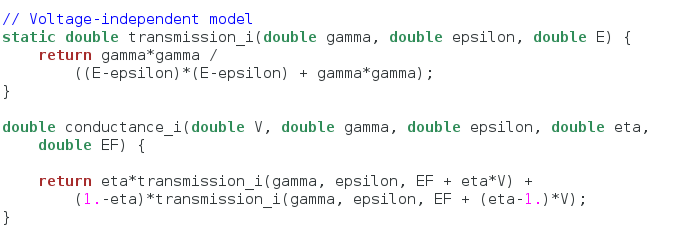 // Voltage-independent model
static double transmission_i(double gamma, double epsilon, double E) {
    return gamma*gamma /
        ((E-epsilon)*(E-epsilon) + gamma*gamma);
}

double conductance_i(double V, double gamma, double epsilon, double eta,
    double EF) {

    return eta*transmission_i(gamma, epsilon, EF + eta*V) +
        (1.-eta)*transmission_i(gamma, epsilon, EF + (eta-1.)*V);
}